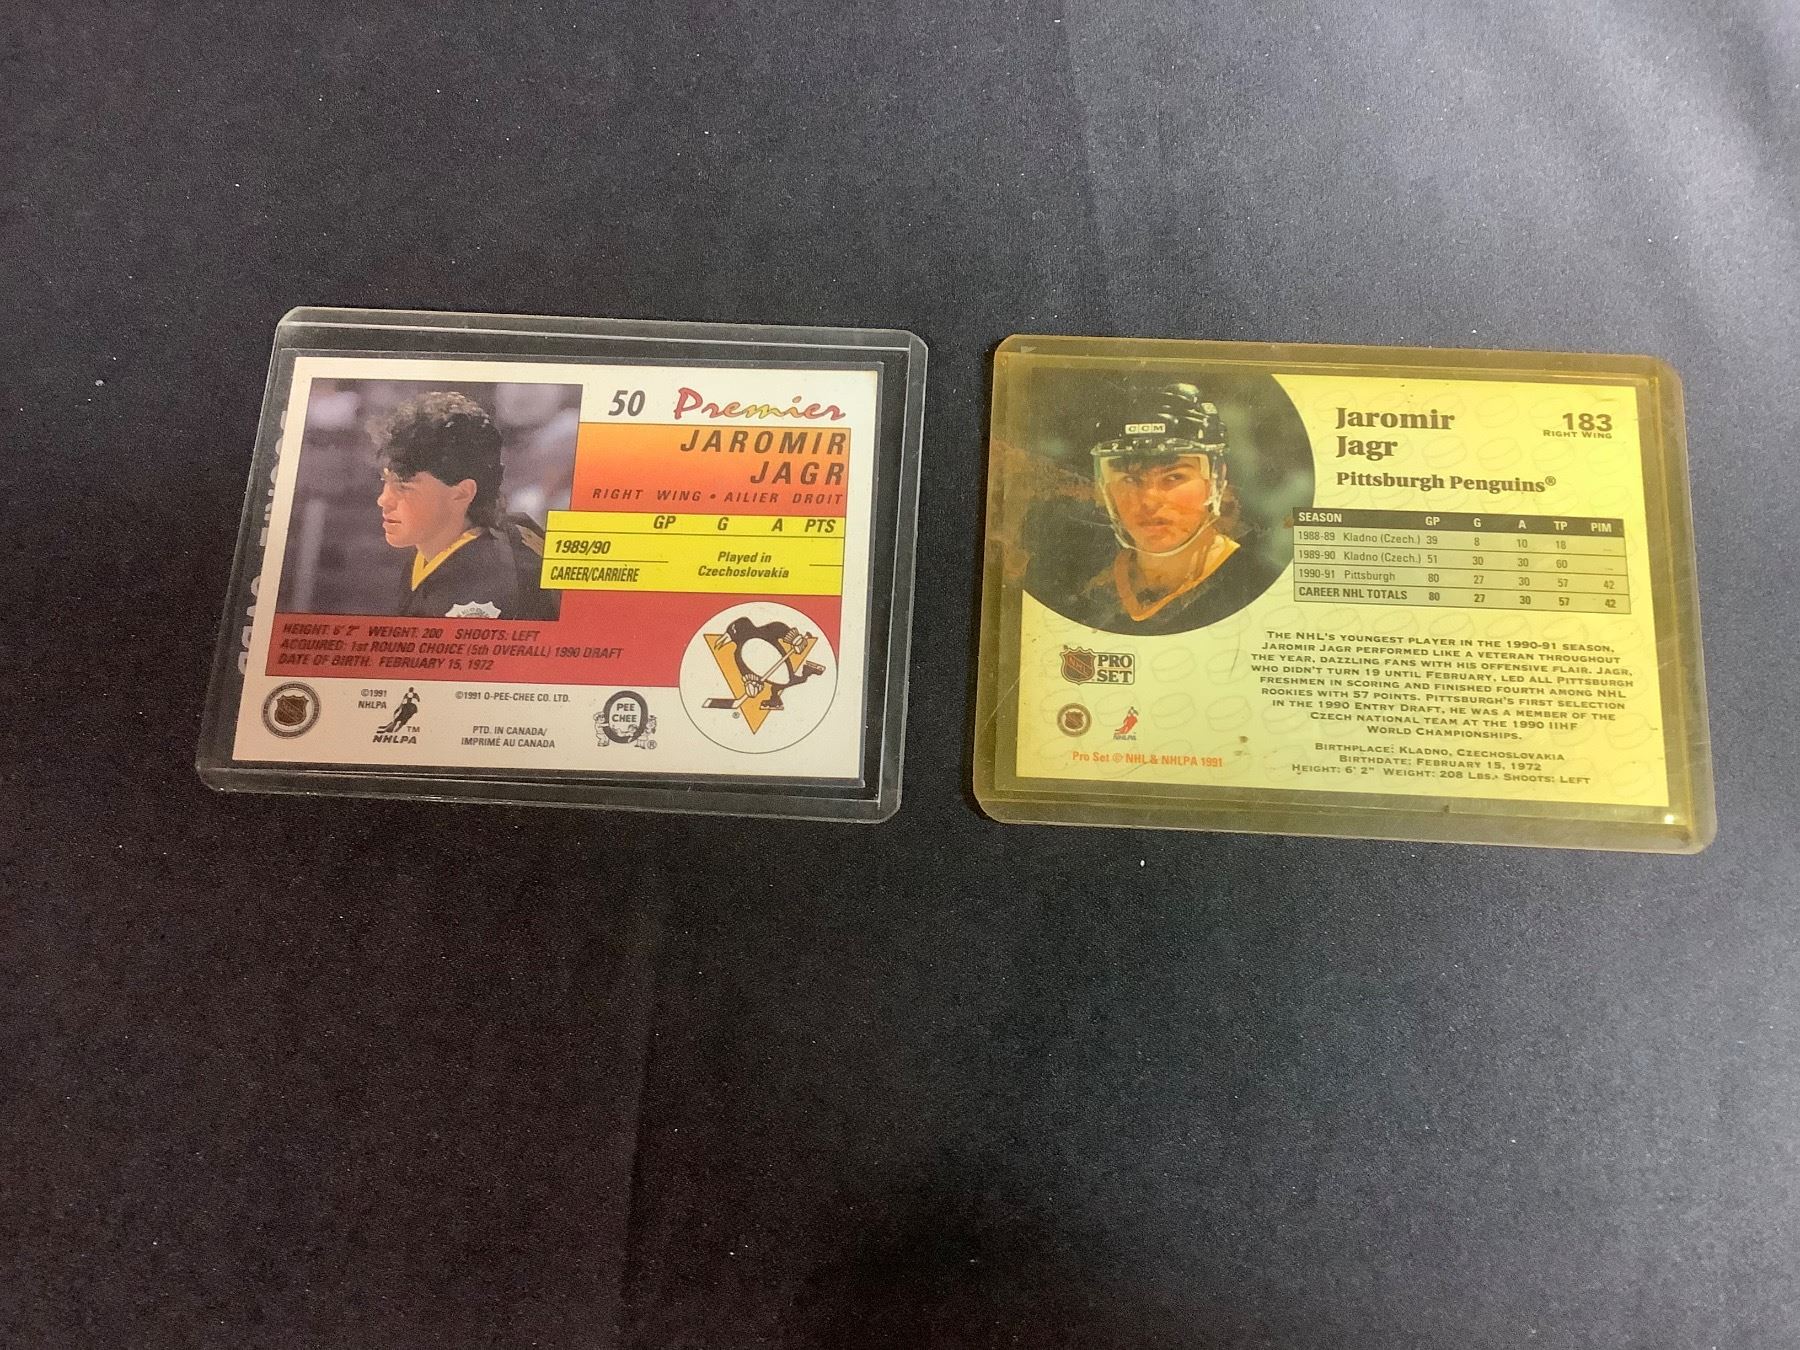 50 Premier
JAROMIR
JAGR
RIGHT WING • AILIER DROIT
GP G A PTS
1989/90
Played in
Czechoslovakia
CAREER/CARRIÈRE
HEIGHT: 6' 2" WEIGHT: 200 SHOOTS: LEFT
ACQUIRED: 1st ROUND CHOICE (5th OVERALL) 1990 DRAFT
DATE OF BIRTH: FEBRUARY 15, 1972
©1991
NHLPA
TM
NHLPA
©1991 O-PEE-CHEE CO. LTD.
PTD. IN CANADA/
IMPRIMÉ AU CANADA
O
PEE
CHEE
®
®
CCM
Jaromir
Jagr
183
RIGHT WING
Pittsburgh Penguins®
SEASON GP G A TP PIM
1988-89 Kladno (Czech.) 39 8 10 18 ...
1989-90 Kladno (Czech.) 51 30 30 60 ...
1990-91 Pittsburgh 80 27 30 57 42
CAREER NHL TOTALS 80 27 30 57 42
THE NHL'S YOUNGEST PLAYER IN THE 1990-91 SEASON,
JAROMIR JAGR PERFORMED LIKE A VETERAN THROUGHOUT
THE YEAR, DAZZLING FANS WITH HIS OFFENSIVE FLAIR. JAGR,
WHO DIDN'T TURN 19 UNTIL FEBRUARY, LED ALL PITTSBURGH
FRESHMEN IN SCORING AND FINISHED FOURTH AMONG NHL
ROOKIES WITH 57 POINTS. PITTSBURGH'S FIRST SELECTION
IN THE 1990 ENTRY DRAFT, HE WAS A MEMBER OF THE
CZECH NATIONAL TEAM AT THE 1990 IIHF
WORLD CHAMPIONSHIPS.
BIRTHPLACE: KLADNO, CZECHOSLOVAKIA
BIRTHDATE: FEBRUARY 15, 1972
HEIGHT: 6' 2" WEIGHT: 208 LBS. SHOOTS: LEFT
NHL PRO
SET
NHLPA
Pro Set © NHL & NHLPA 1991